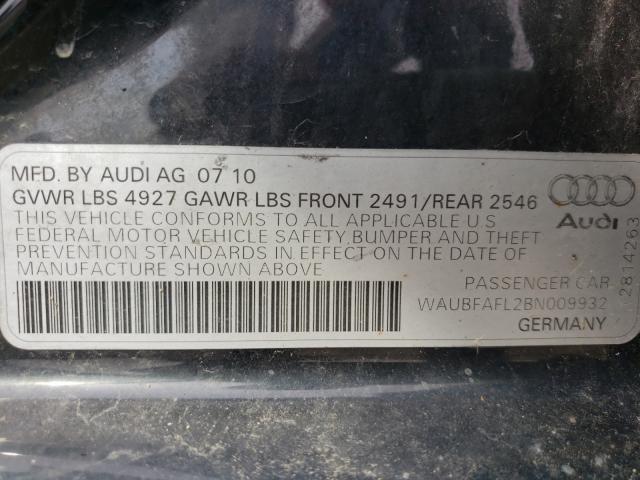 MFD. BY AUDI AG 07 10
GVWR LBS 4927 GAWR LBS FRONT 2491/REAR 2546
THIS VEHICLE CONFORMS TO ALL APPLICABLE U.S
FEDERAL MOTOR VEHICLE SAFETY, BUMPER AND THEFT
PREVENTION STANDARDS IN EFFECT ON THE DATE OF
MANUFACTURE SHOWN ABOVE
Audi
2814263
PASSENGER CAR
WAUBFAFL2BN009932
GERMANY